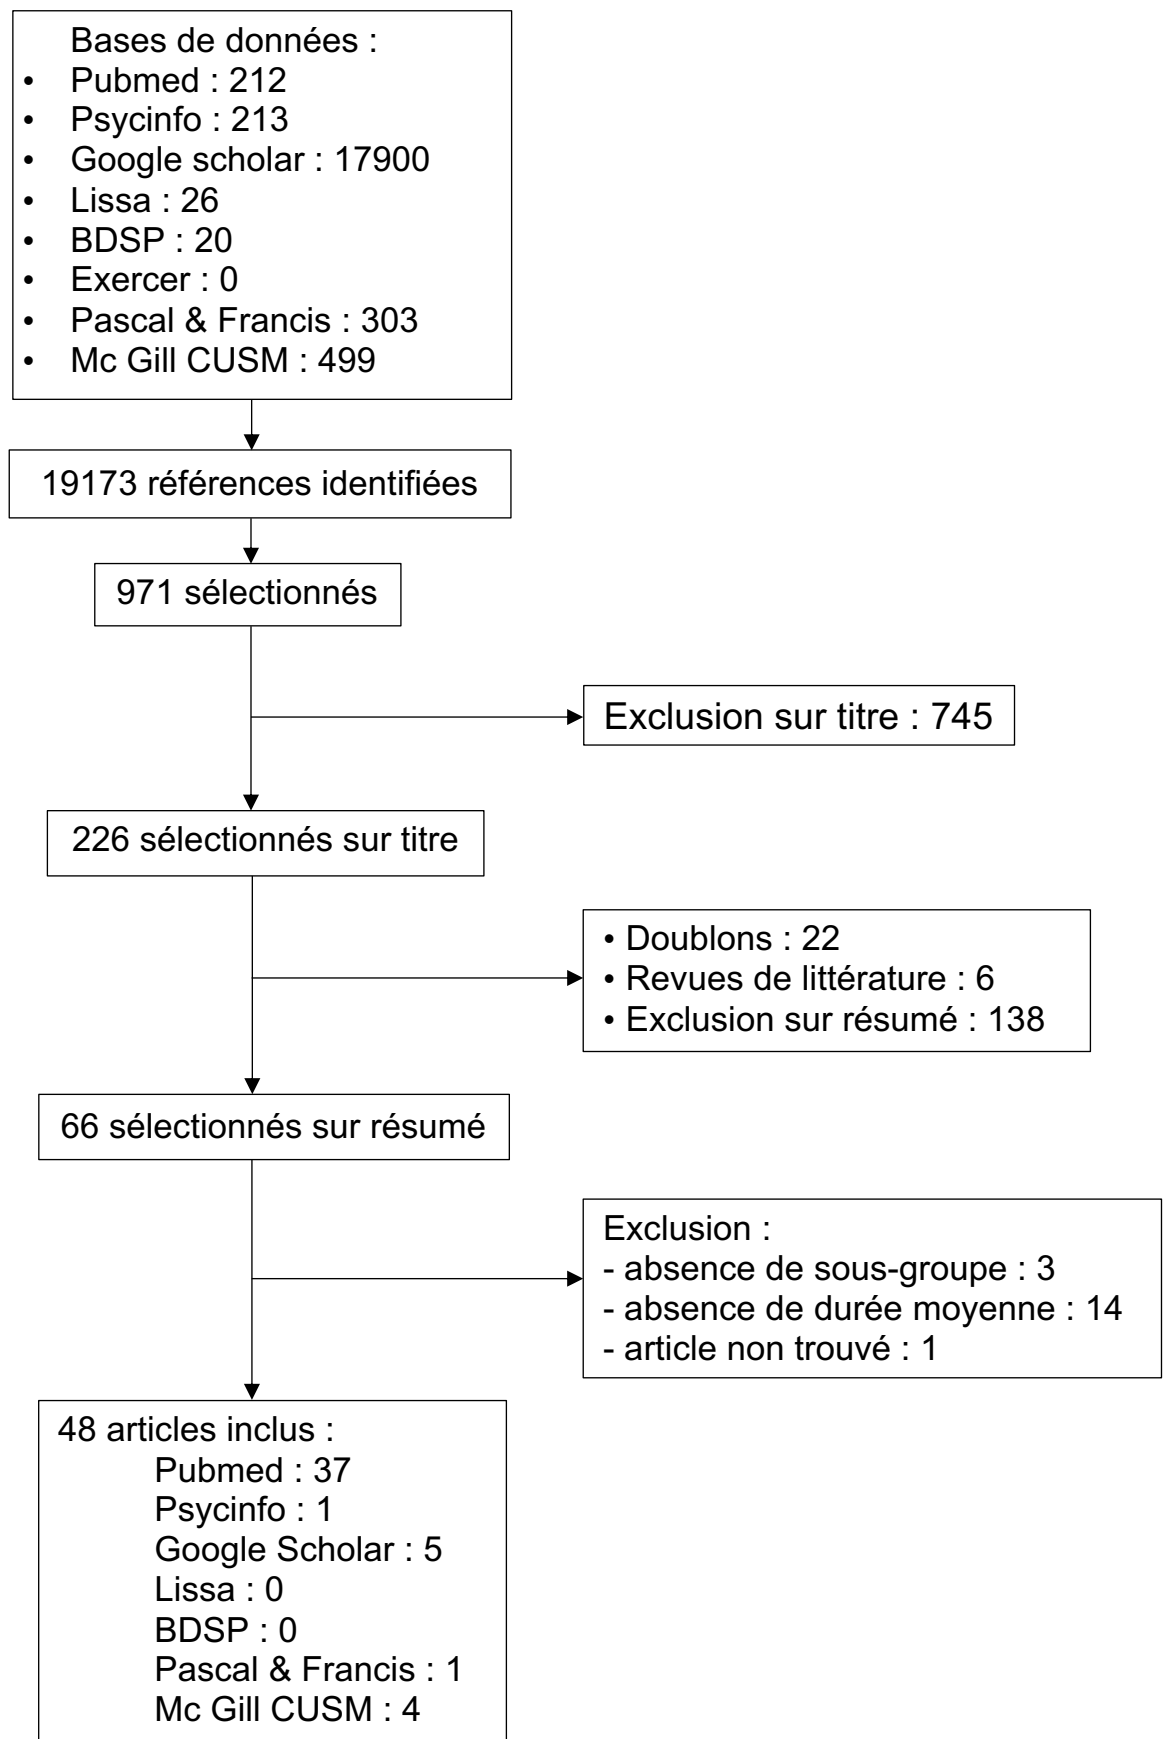 Bases de données :
• Pubmed : 212
• Psycinfo : 213
• Google scholar : 17900
• Lissa : 26
• BDSP : 20
• Exercer : 0
• Pascal & Francis : 303
• Mc Gill CUSM : 499
19173 références identifiées
971 sélectionnés
Exclusion sur titre : 745
226 sélectionnés sur titre
• Doublons : 22
• Revues de littérature : 6
• Exclusion sur résumé : 138
66 sélectionnés sur résumé
Exclusion :
- absence de sous-groupe : 3
- absence de durée moyenne : 14
- article non trouvé : 1
48 articles inclus :
Pubmed : 37
Psycinfo : 1
Google Scholar : 5
Lissa : 0
BDSP : 0
Pascal & Francis : 1
Mc Gill CUSM : 4